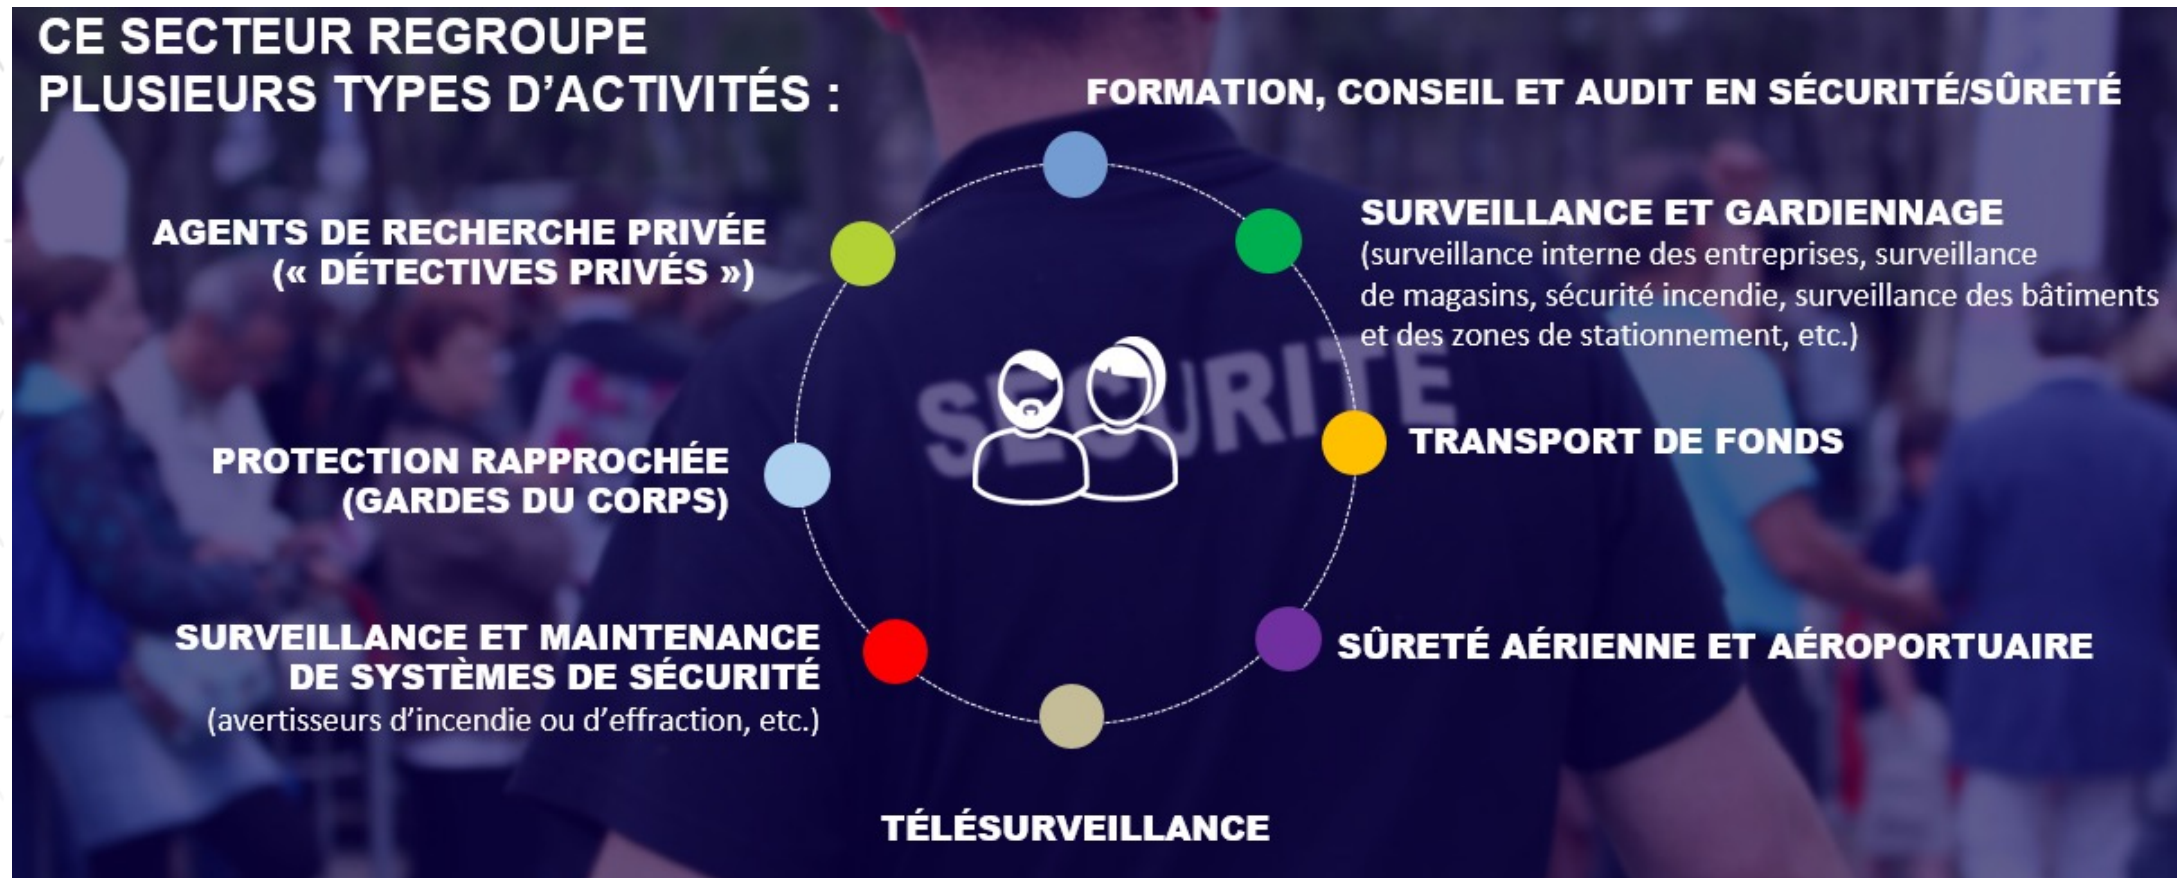 CE SECTEUR REGROUPE
PLUSIEURS TYPES D'ACTIVITÉS :
FORMATION, CONSEIL ET AUDIT EN SÉCURITÉ/SÛRETÉ
SURVEILLANCE ET GARDIENNAGE
(surveillance interne des entreprises, surveillance
de magasins, sécurité incendie, surveillance des bâtiments
et des zones de stationnement, etc.)
TRANSPORT DE FONDS
SÛRETÉ AÉRIENNE ET AÉROPORTUAIRE
TÉLÉSURVEILLANCE
SURVEILLANCE ET MAINTENANCE
DE SYSTÈMES DE SÉCURITÉ
(avertisseurs d'incendie ou d'effraction, etc.)
PROTECTION RAPPROCHÉE
(GARDES DU CORPS)
AGENTS DE RECHERCHE PRIVÉE
(« DÉTECTIVES PRIVÉS »)
SECURITE